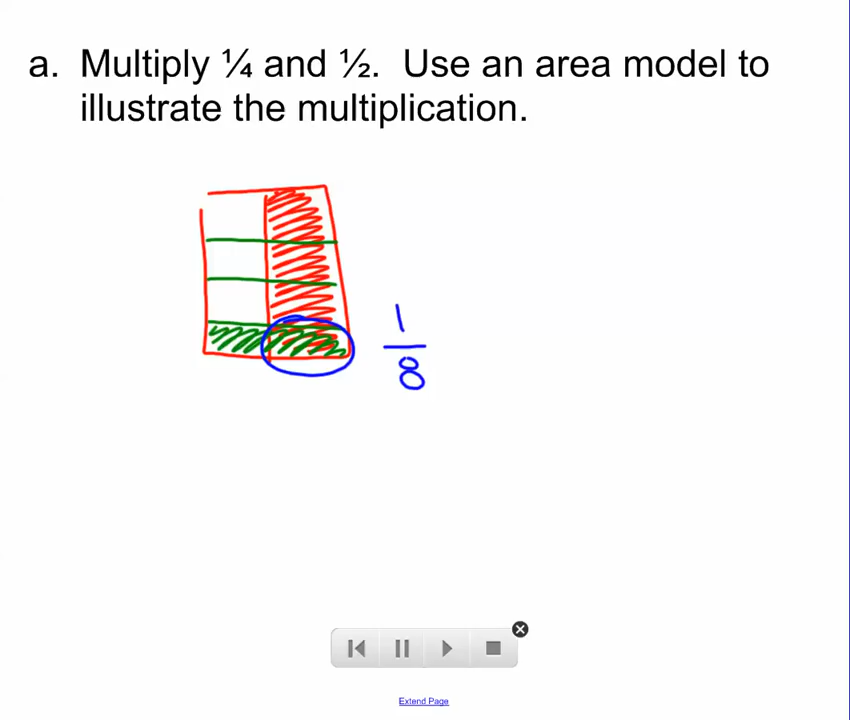 a. Multiply ¼ and ½. Use an area model to
illustrate the multiplication.
1
8
Extend Page